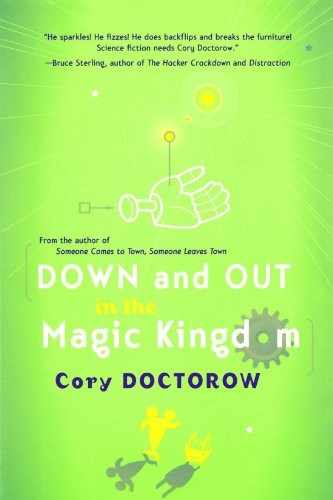 "He sparkles! He fizzes! He does backflips and breaks the furniture!
Science fiction needs Cory Doctorow."
—Bruce Sterling, author of The Hacker Crackdown and Distraction
From the author of
Someone Comes to Town, Someone Leaves Town
DOWN and OUT
in the
Magic Kingdom
Cory DOCTOROW